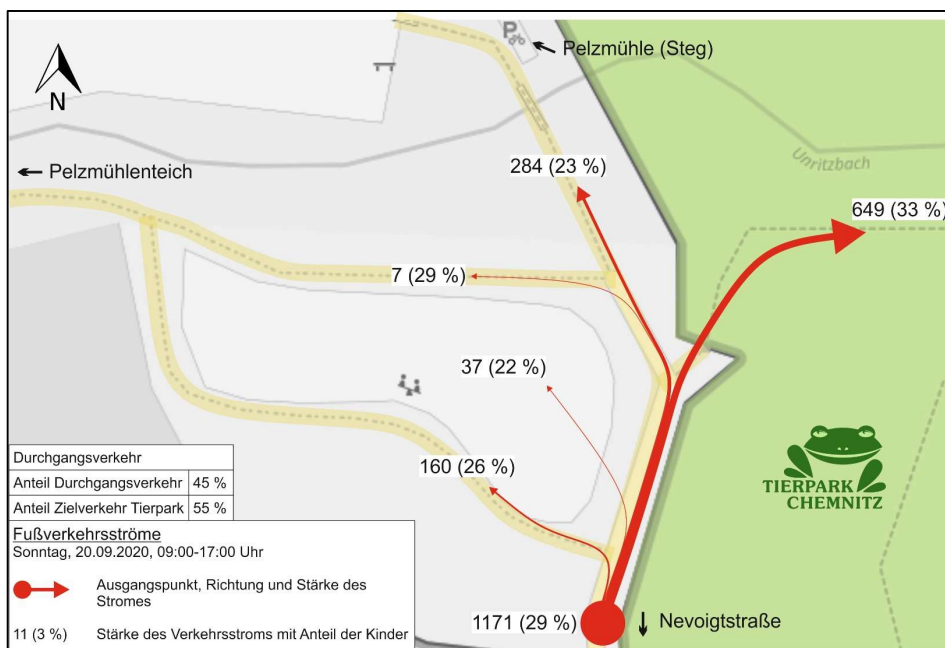 P
Pelzmühle (Steg)
N
Unritzbach
284 (23 %)
Pelzmühlenteich
649 (33 %)
7 (29 %)
37 (22 %)
160 (26 %)
TIERPARK
CHEMNITZ
Durchgangsverkehr
Anteil Durchgangsverkehr 45 %
Anteil Zielverkehr Tierpark 55 %
Fußverkehrsströme
Sonntag, 20.09.2020, 09:00-17:00 Uhr
Ausgangspunkt, Richtung und Stärke des
Stromes
11 (3 %) Stärke des Verkehrsstroms mit Anteil der Kinder
1171 (29 %)
Nevoigtstraße